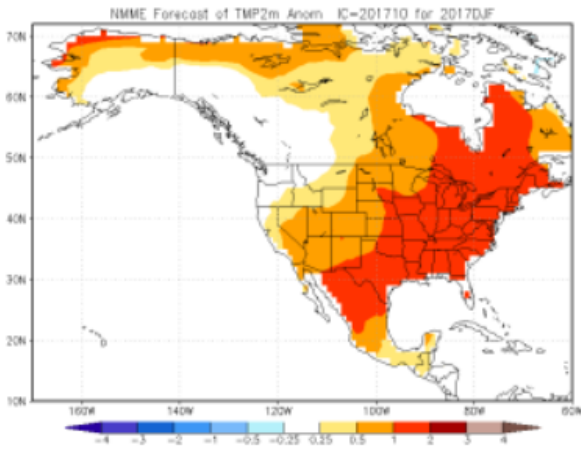 NMME Forecast of TMP2m Anom IC=201710 for 2017DJF
70N
60N
50N
40N
30N
20N
10N
160W 140W 120W 100W 80W 60W
-4 -3 -2 -1 -0.5 -0.25 0.25 0.5 1 2 3 4